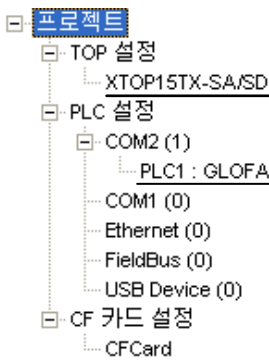 프로젝트
TOP 설정
XTOP15TX-SA/SD
PLC 설정
COM2 (1)
PLC1 : GLOFA
COM1 (0)
Ethernet (0)
FieldBus (0)
USB Device (0)
CF 카드 설정
CFCard